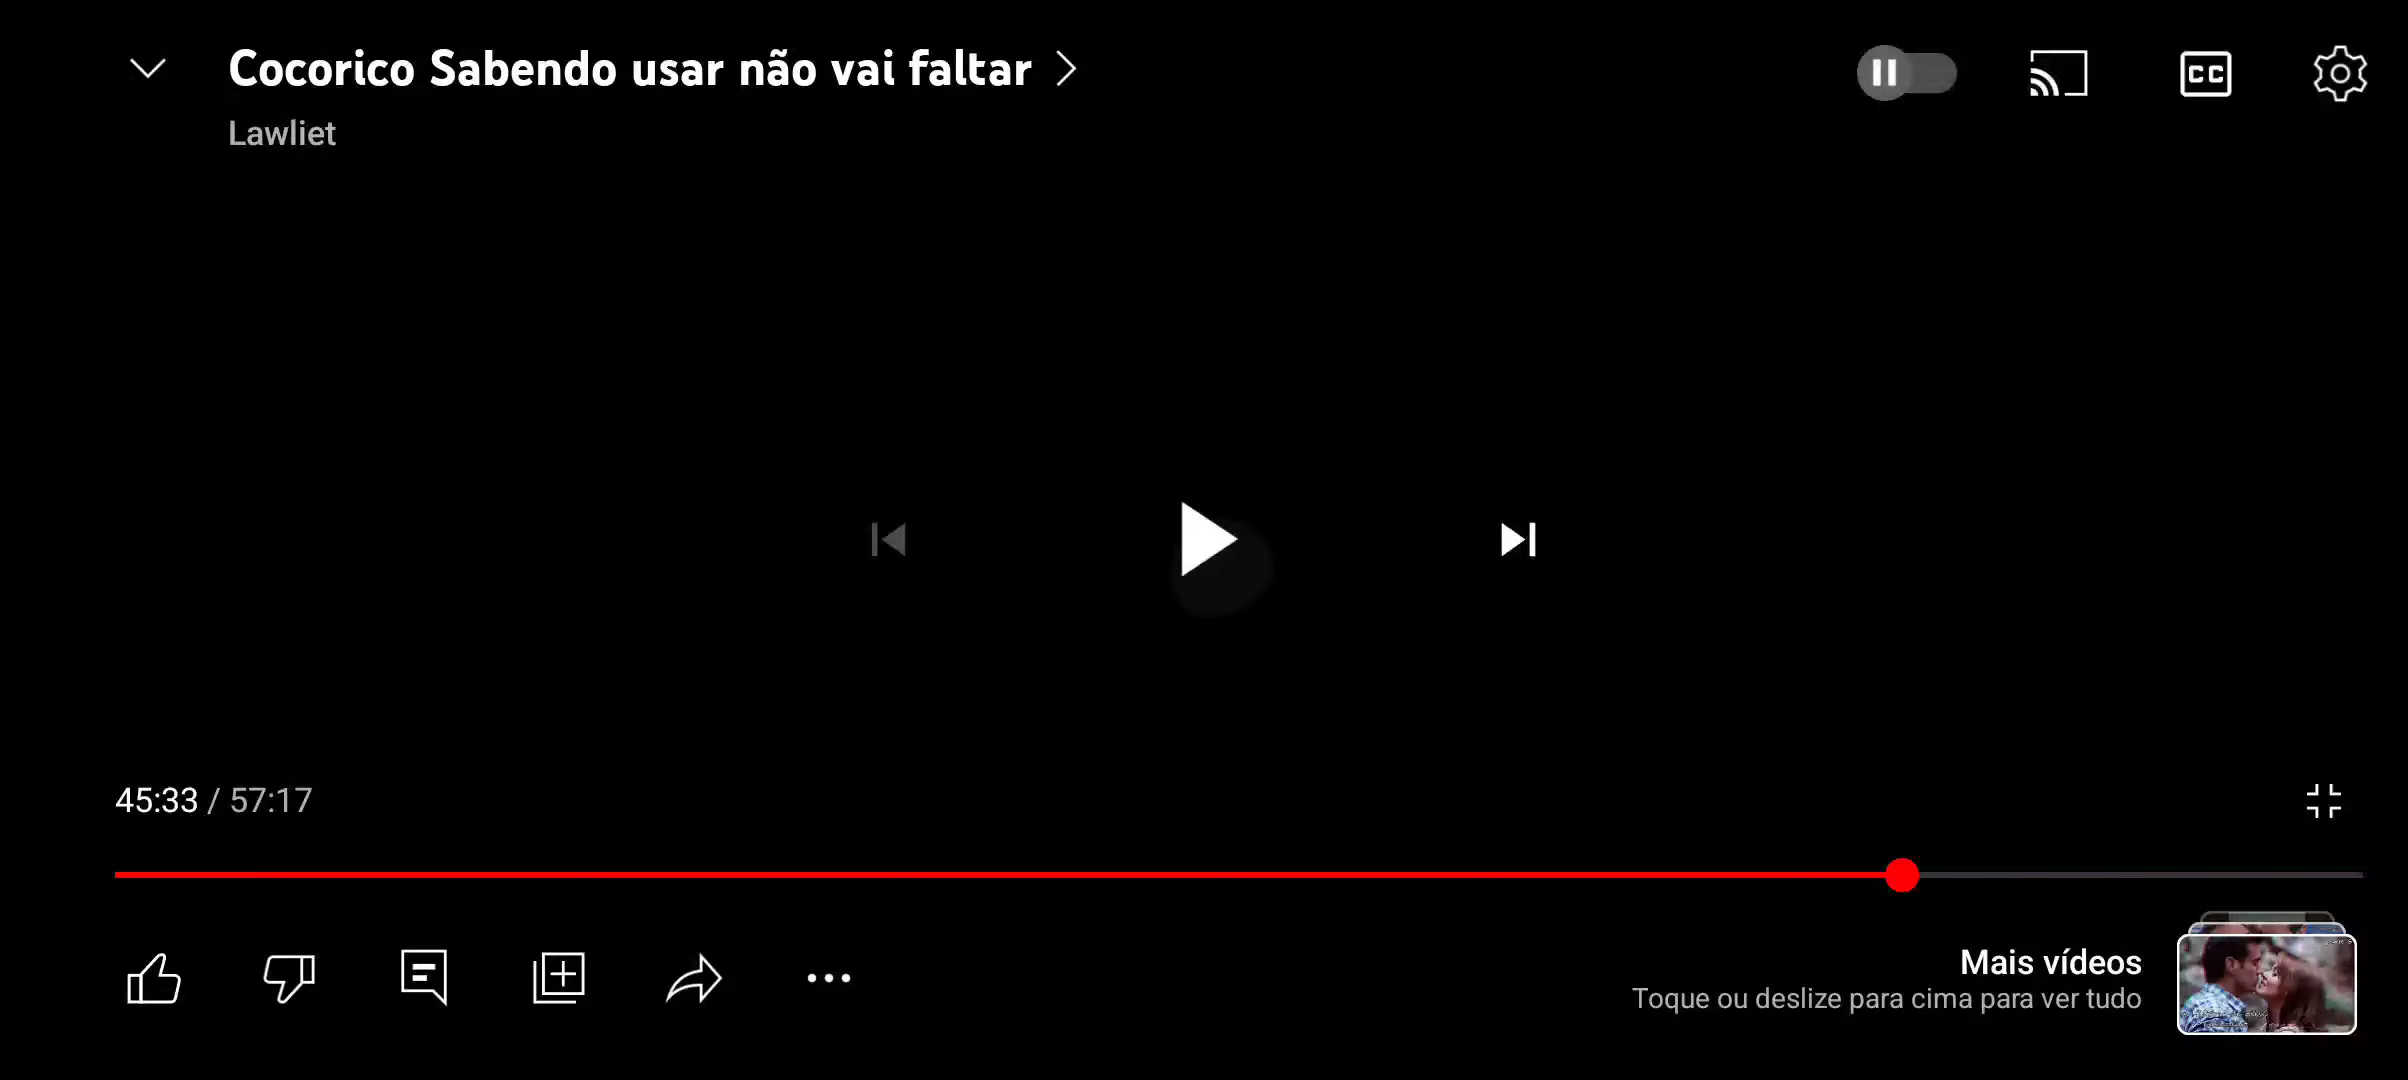 Cocorico Sabendo usar não vai faltar
Lawliet
CC
45:33 / 57:17
Mais vídeos
Toque ou deslize para cima para ver tudo